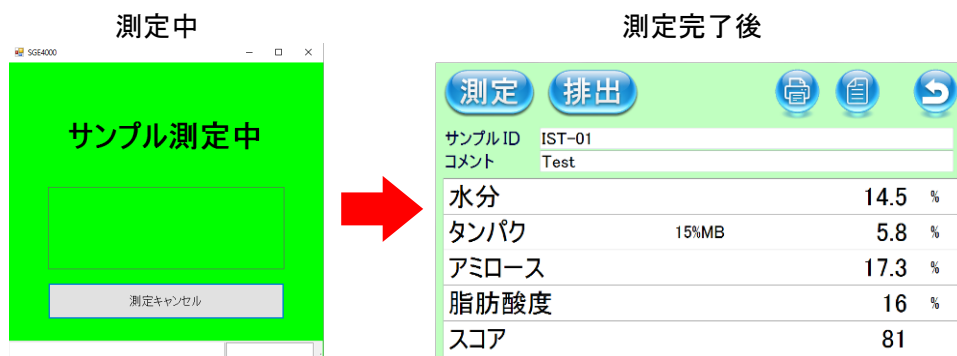 測定中
測定完了後
SGE4000
サンプル測定中
測定キャンセル
測定 排出
サンプル ID IST-01
コメント Test
水分 14.5 %
タンパク 15%MB 5.8 %
アミロース 17.3 %
脂肪酸度 16 %
スコア 81